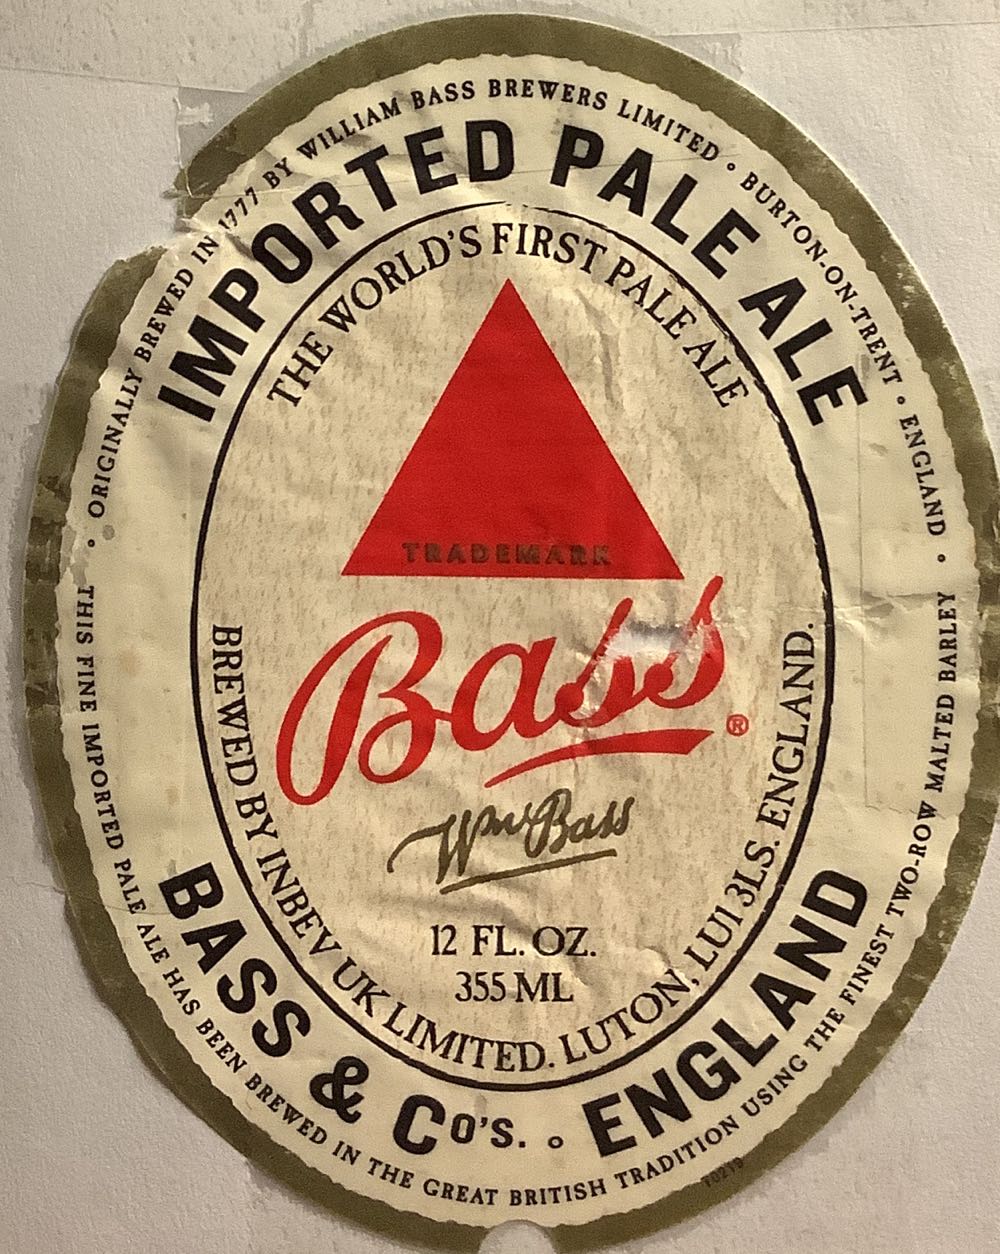 ORIGINALLY BREWED IN 1777 BY WILLIAM BASS BREWERS LIMITED • BURTON-ON-TRENT • ENGLAND •
IMPORTED PALE ALE
THE WORLD'S FIRST PALE ALE
TRADEMARK
Bass ®
Wm Bass
12 FL. OZ.
355 ML
BREWED BY INBEV UK LIMITED. LUTON, LU1 3LS. ENGLAND.
BASS & Co's. • ENGLAND
• THIS FINE IMPORTED PALE ALE HAS BEEN BREWED IN THE GREAT BRITISH TRADITION USING THE FINEST TWO-ROW MALTED BARLEY